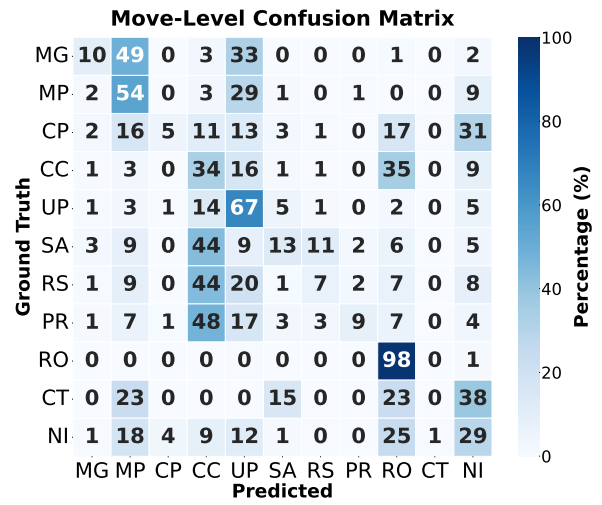 Move-Level Confusion Matrix
MG 10 49 0 3 33 0 0 0 1 0 2
MP 2 54 0 3 29 1 0 1 0 0 9
CP 2 16 5 11 13 3 1 0 17 0 31
CC 1 3 0 34 16 1 1 0 35 0 9
UP 1 3 1 14 67 5 1 0 2 0 5
SA 3 9 0 44 9 13 11 2 6 0 5
RS 1 9 0 44 20 1 7 2 7 0 8
PR 1 7 1 48 17 3 3 9 7 0 4
RO 0 0 0 0 0 0 0 0 98 0 1
CT 0 23 0 0 0 15 0 0 23 0 38
NI 1 18 4 9 12 1 0 0 25 1 29
MG MP CP CC UP SA RS PR RO CT NI
Predicted
Ground Truth
100
80
60
40
20
0
Percentage (%)